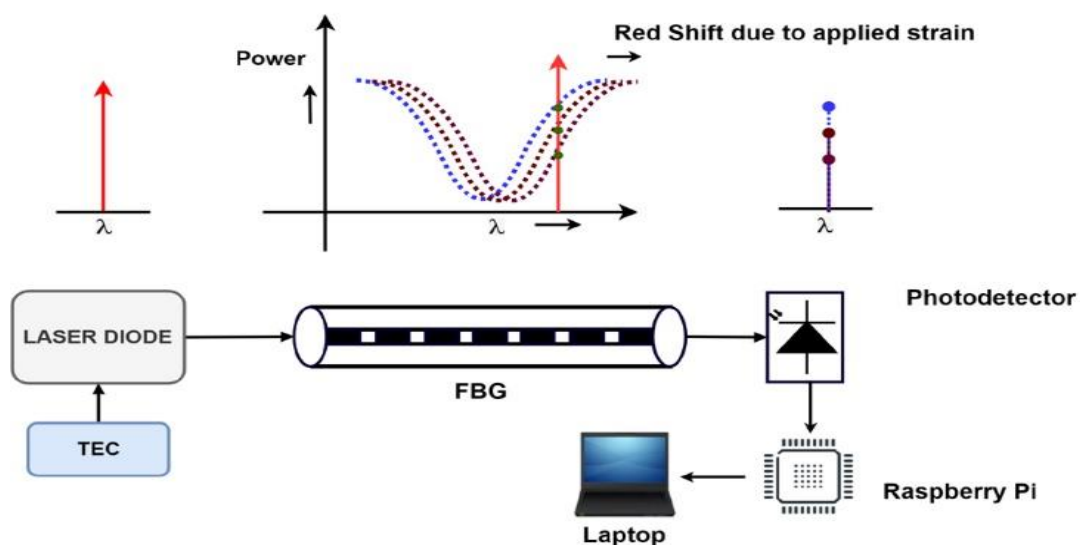 Red Shift due to applied strain
Power
λ
λ
λ
Photodetector
LASER DIODE
FBG
TEC
Raspberry Pi
Laptop